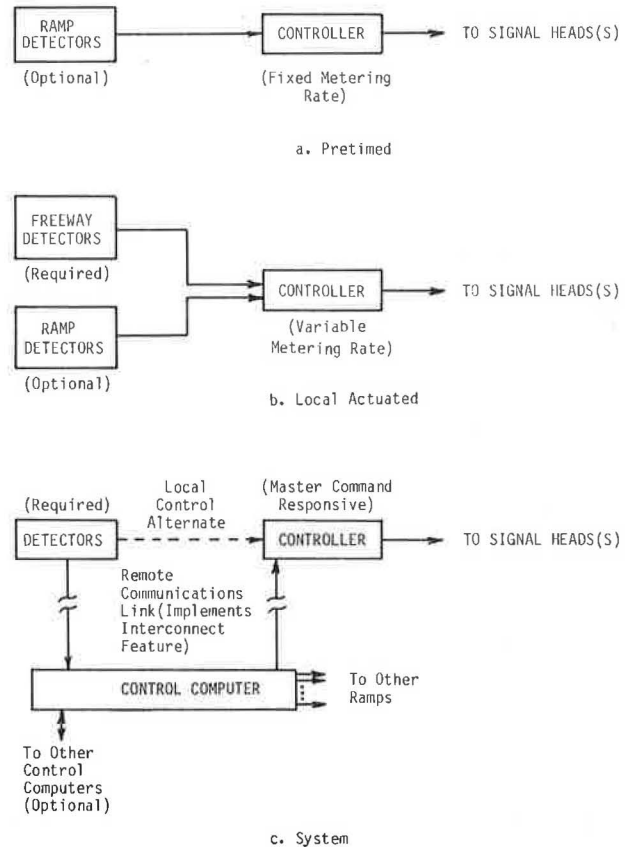 RAMP
DETECTORS
(Optional)
CONTROLLER
(Fixed Metering
Rate)
TO SIGNAL HEADS(S)
a. Pretimed
FREEWAY
DETECTORS
(Required)
RAMP
DETECTORS
(Optional)
CONTROLLER
(Variable
Metering Rate)
TO SIGNAL HEADS(S)
b. Local Actuated
(Required)
DETECTORS
Local
Control
Alternate
(Master Command
Responsive)
CONTROLLER
TO SIGNAL HEADS(S)
Remote
Communications
Link(Implements
Interconnect
Feature)
CONTROL COMPUTER
To Other
Ramps
To Other
Control
Computers
(Optional)
c. System